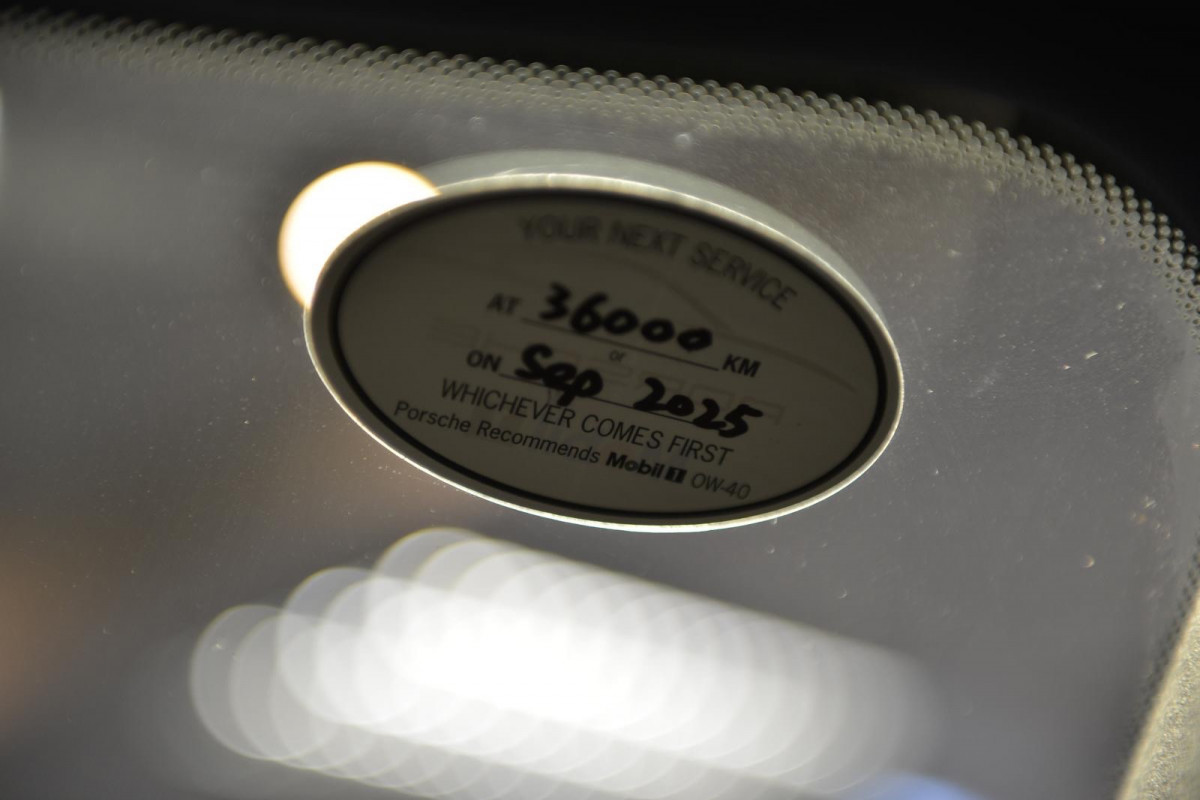 YOUR NEXT SERVICE
AT 36000 KM
or
ON Sep 2025
WHICHEVER COMES FIRST
Porsche Recommends Mobil 1 0W-40